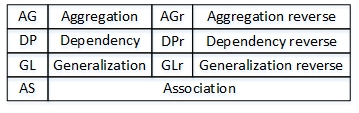 AG Aggregation AGr Aggregation reverse
DP Dependency DPr Dependency reverse
GL Generalization GLr Generalization reverse
AS Association